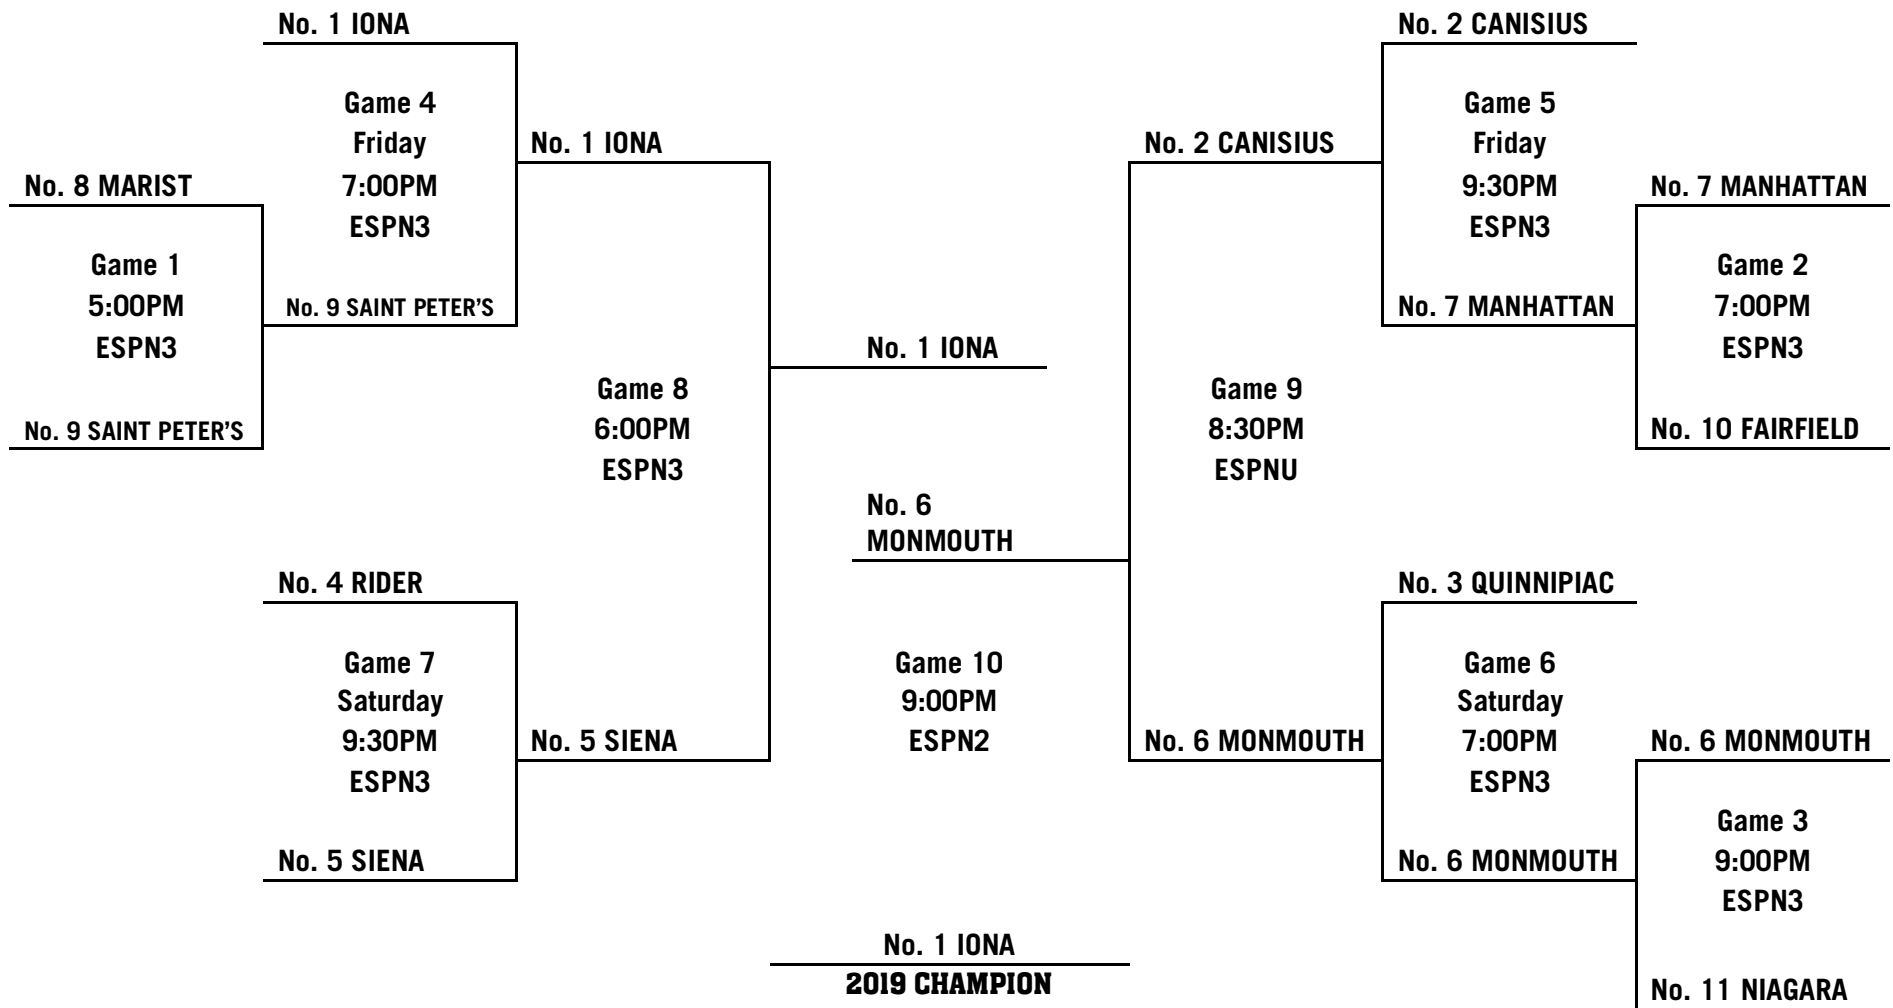 No. 1 IONA
No. 2 CANISIUS
Game 4
Friday
7:00PM
ESPN3
Game 5
Friday
9:30PM
ESPN3
No. 1 IONA
No. 2 CANISIUS
No. 8 MARIST
No. 7 MANHATTAN
Game 1
5:00PM
ESPN3
Game 2
7:00PM
ESPN3
No. 9 SAINT PETER'S
No. 7 MANHATTAN
No. 1 IONA
Game 8
6:00PM
ESPN3
Game 9
8:30PM
ESPNU
No. 9 SAINT PETER'S
No. 10 FAIRFIELD
No. 6
MONMOUTH
No. 4 RIDER
No. 3 QUINNIPIAC
Game 7
Saturday
9:30PM
ESPN3
Game 10
9:00PM
ESPN2
Game 6
Saturday
7:00PM
ESPN3
No. 5 SIENA
No. 6 MONMOUTH
No. 6 MONMOUTH
Game 3
9:00PM
ESPN3
No. 5 SIENA
No. 6 MONMOUTH
No. 1 IONA
2019 CHAMPION
No. 11 NIAGARA